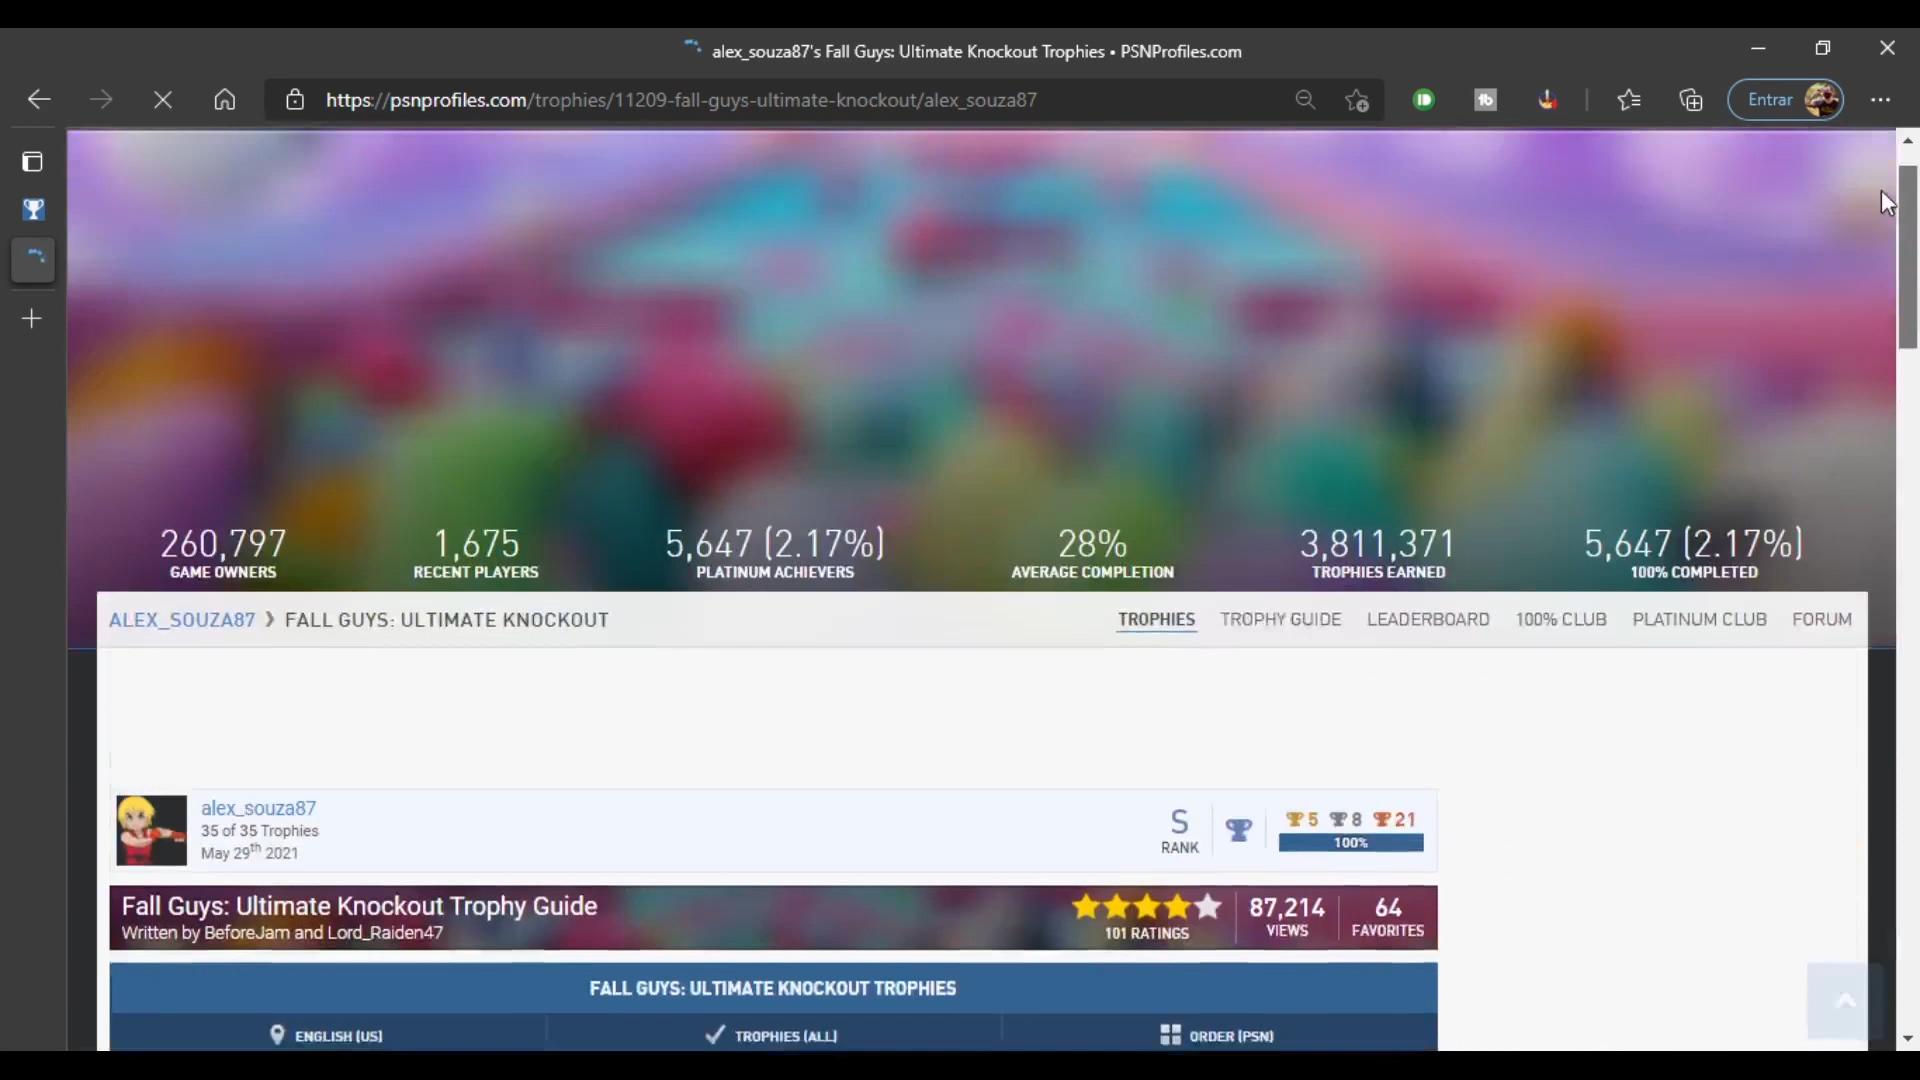 alex_souza87's Fall Guys: Ultimate Knockout Trophies • PSNProfiles.com
https://psnprofiles.com/trophies/11209-fall-guys-ultimate-knockout/alex_souza87
Entrar
260,797
GAME OWNERS
1,675
RECENT PLAYERS
5,647 (2.17%)
PLATINUM ACHIEVERS
28%
AVERAGE COMPLETION
3,811,371
TROPHIES EARNED
5,647 (2.17%)
100% COMPLETED
ALEX_SOUZA87 ❯ FALL GUYS: ULTIMATE KNOCKOUT
TROPHIES TROPHY GUIDE LEADERBOARD 100% CLUB PLATINUM CLUB FORUM
alex_souza87
35 of 35 Trophies
May 29th 2021
S
RANK
5 8 21
100%
Fall Guys: Ultimate Knockout Trophy Guide
Written by BeforeJam and Lord_Raiden47
101 RATINGS
87,214
VIEWS
64
FAVORITES
FALL GUYS: ULTIMATE KNOCKOUT TROPHIES
ENGLISH (US) TROPHIES (ALL) ORDER (PSN)